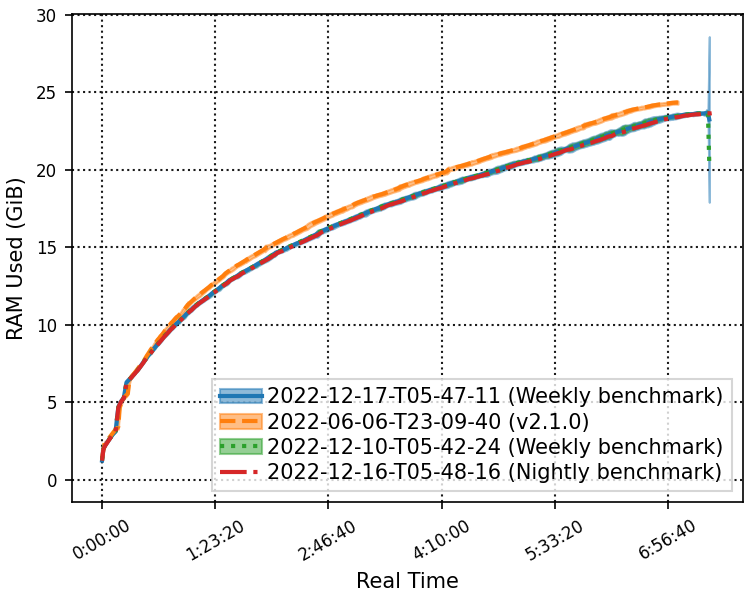 30
25
20
15
10
5
0
RAM Used (GiB)
2022-12-17-T05-47-11 (Weekly benchmark)
2022-06-06-T23-09-40 (v2.1.0)
2022-12-10-T05-42-24 (Weekly benchmark)
2022-12-16-T05-48-16 (Nightly benchmark)
0:00:00
1:23:20
2:46:40
4:10:00
5:33:20
6:56:40
Real Time